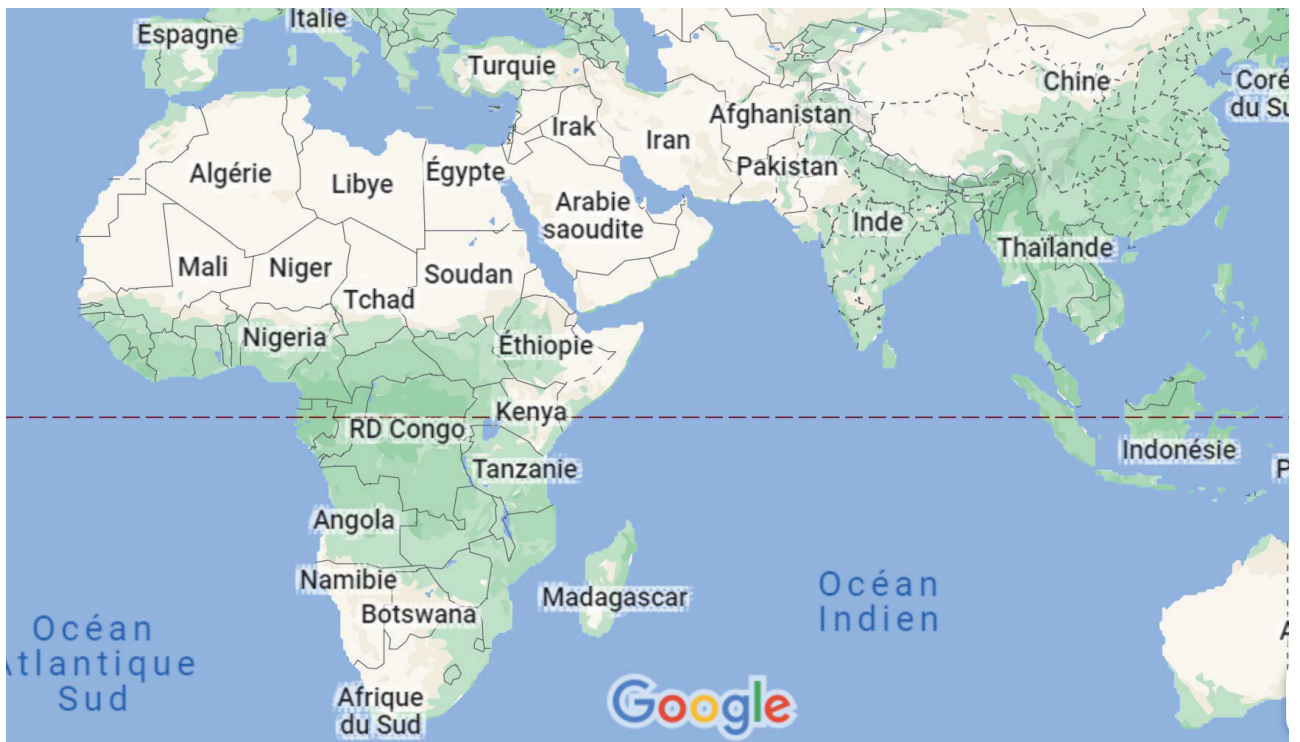 Italie
Espagne
Turquie
Chine
Coré
du Su
Afghanistan
Irak
Iran
Pakistan
Algérie
Libye
Égypte
Arabie
saoudite
Inde
Thaïlande
Mali
Niger
Soudan
Tchad
Nigeria
Éthiopie
Kenya
RD Congo
Indonésie
Tanzanie
P
Angola
Namibie
Botswana
Madagascar
Océan
Indien
Océan
Atlantique
Sud
A
Afrique
du Sud
Google